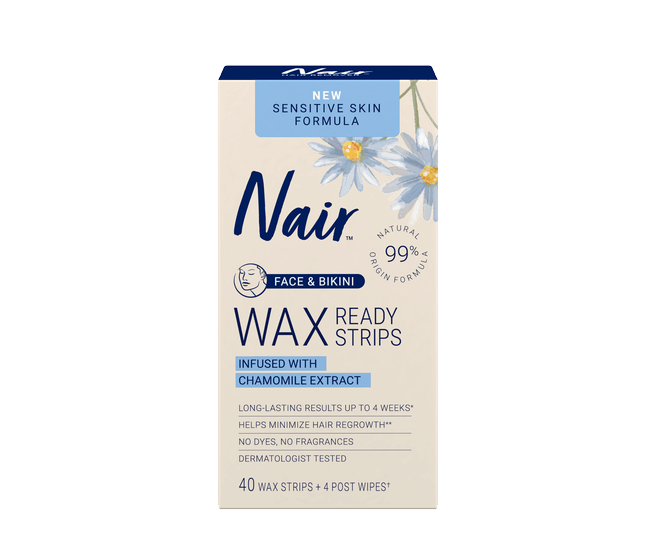 Nair
HAIR REMOVER
NEW
SENSITIVE SKIN
FORMULA
Nair™
NATURAL
99%
ORIGIN FORMULA
FACE & BIKINI
WAX READY
STRIPS
INFUSED WITH
CHAMOMILE EXTRACT
LONG-LASTING RESULTS UP TO 4 WEEKS*
HELPS MINIMIZE HAIR REGROWTH**
NO DYES, NO FRAGRANCES
DERMATOLOGIST TESTED
40 WAX STRIPS + 4 POST WIPES†